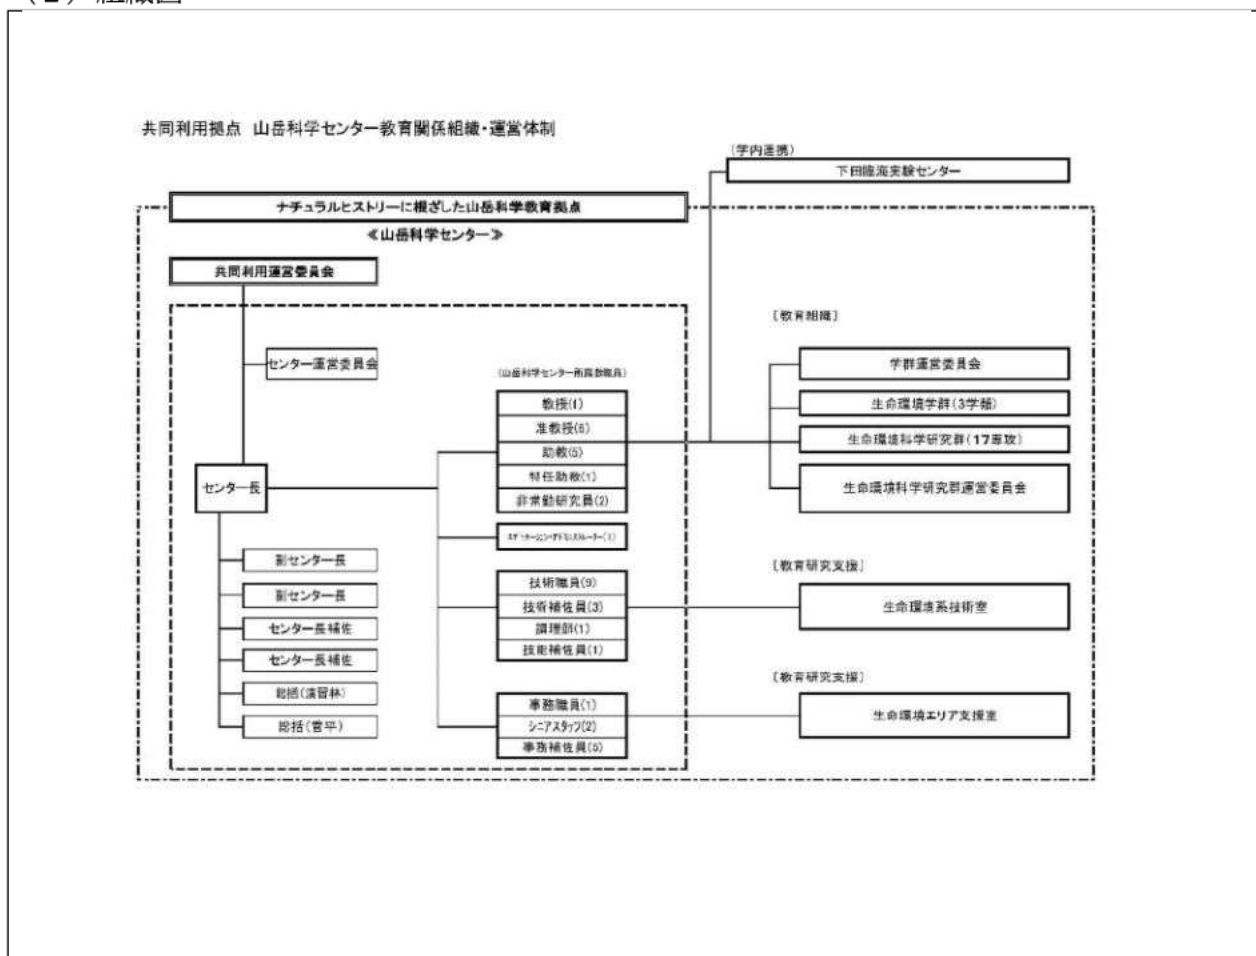 (2) 組織図
共同利用拠点 山岳科学センター教育関係組織・運営体制
(学内連携)
下田臨海実験センター
ナチュラルヒストリーに根ざした山岳科学教育拠点
≪山岳科学センター≫
共同利用運営委員会
センター運営委員会
センター長
副センター長
副センター長
センター長補佐
センター長補佐
総括(演習林)
総括(菅平)
(山岳科学センター所属教職員)
教授(1)
准教授(6)
助教(5)
特任助教(1)
非常勤研究員(2)
技術職員(9)
技術補佐員(3)
調理師(1)
技能補佐員(1)
事務職員(1)
シニアスタッフ(2)
事務補佐員(5)
〔教育組織〕
学群運営委員会
生命環境学群(3学類)
生命環境科学研究群(17専攻)
生命環境科学研究群運営委員会
〔教育研究支援〕
生命環境系技術室
〔教育研究支援〕
生命環境エリア支援室